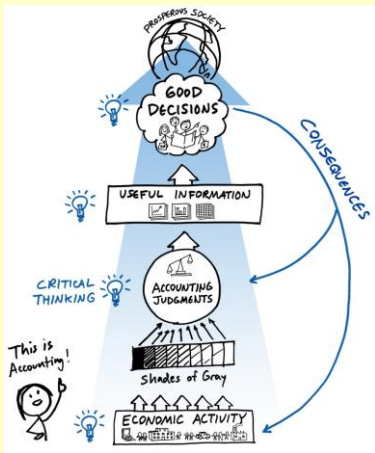 PROSPEROUS SOCIETY
GOOD
DECISIONS
CONSEQUENCES
USEFUL INFORMATION
CRITICAL
THINKING
ACCOUNTING
JUDGMENTS
This is
Accounting!
Shades of Gray
ECONOMIC ACTIVITY